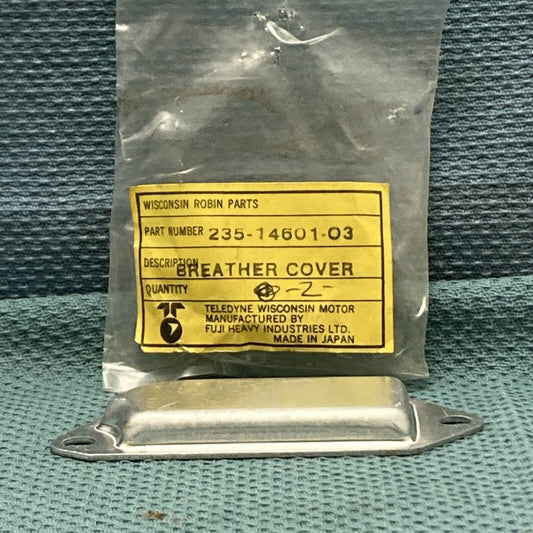 WISCONSIN ROBIN PARTS
PART NUMBER 235-14601-03
DESCRIPTION BREATHER COVER
QUANTITY -2-
TELEDYNE WISCONSIN MOTOR
MANUFACTURED BY
FUJI HEAVY INDUSTRIES LTD.
MADE IN JAPAN